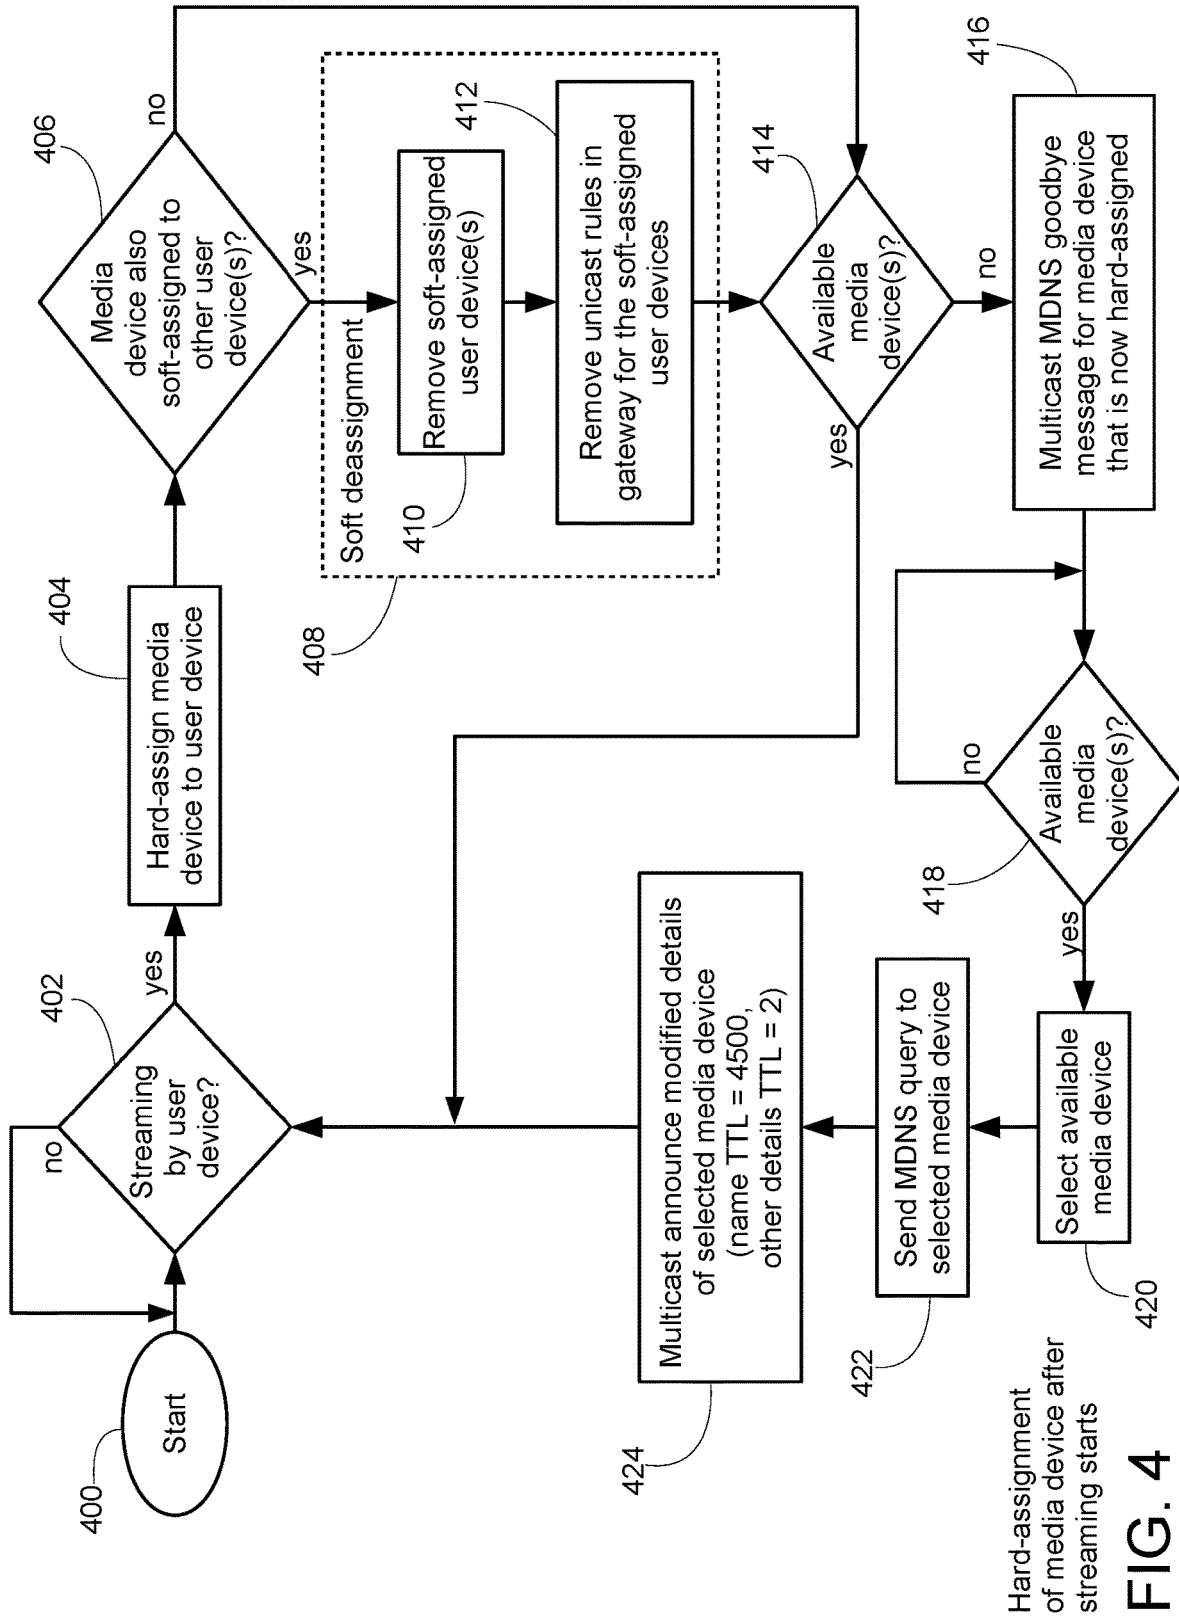 400
Start
no
402
Streaming
by user
device?
yes
404
Hard-assign media
device to user device
406
Media
device also
soft-assigned to
other user
device(s)?
no
yes
408
Soft deassignment
410
Remove soft-assigned
user device(s)
412
Remove unicast rules in
gateway for the soft-assigned
user devices
414
Available
media
device(s)?
yes
no
416
Multicast MDNS goodbye
message for media device
that is now hard-assigned
418
Available
media
device(s)?
no
yes
420
Select available
media device
422
Send MDNS query to
selected media device
424
Multicast announce modified details
of selected media device
(name TTL = 4500,
other details TTL = 2)
Hard-assignment
of media device after
streaming starts
FIG. 4